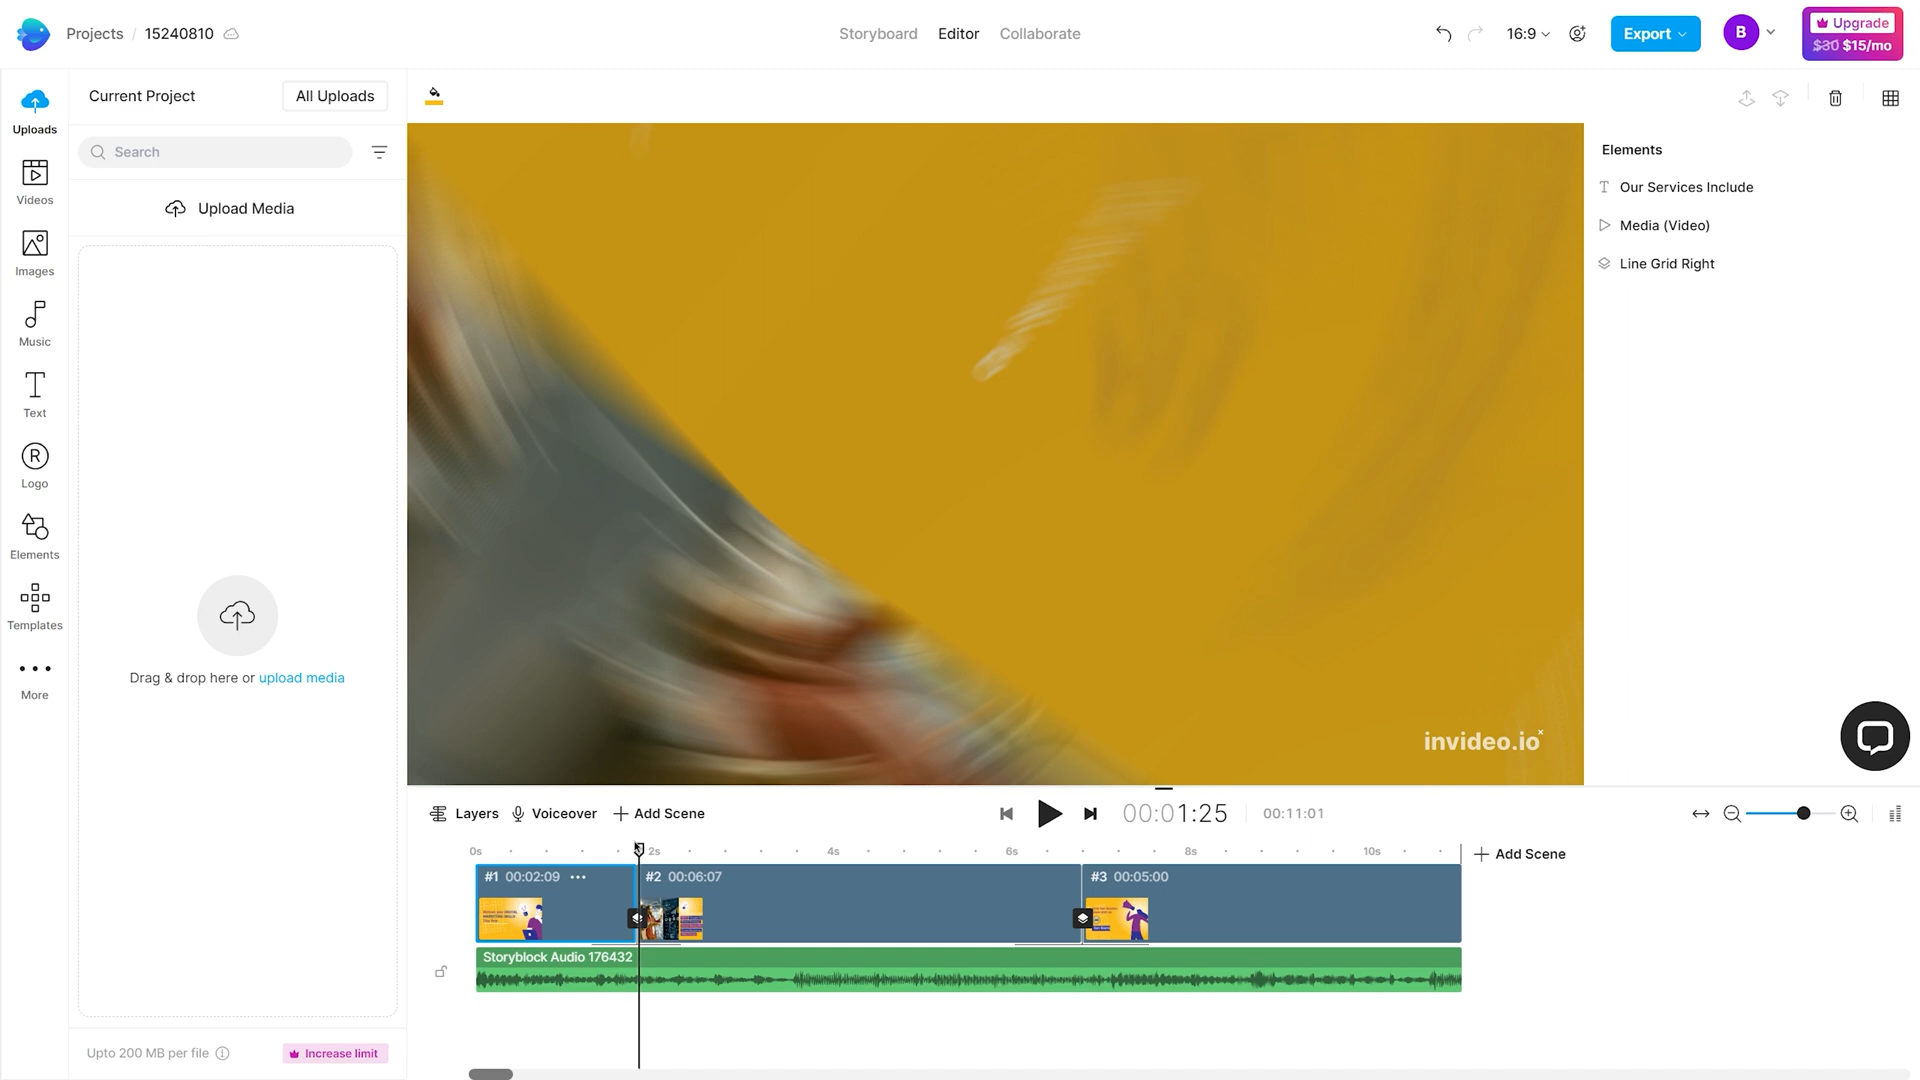 Projects / 15240810
Storyboard Editor Collaborate
16:9
Export
B
Upgrade
$30 $15/mo
Current Project
All Uploads
Search
Upload Media
Drag & drop here or upload media
Upto 200 MB per file
Increase limit
Uploads
Videos
Images
Music
Text
Logo
Elements
Templates
More
invideo.io
Elements
Our Services Include
Media (Video)
Line Grid Right
Layers Voiceover Add Scene
00:01:25 00:11:01
0s 2s 4s 6s 8s 10s
Add Scene
#1 00:02:09
#2 00:06:07
#3 00:05:00
Storyblock Audio 176432